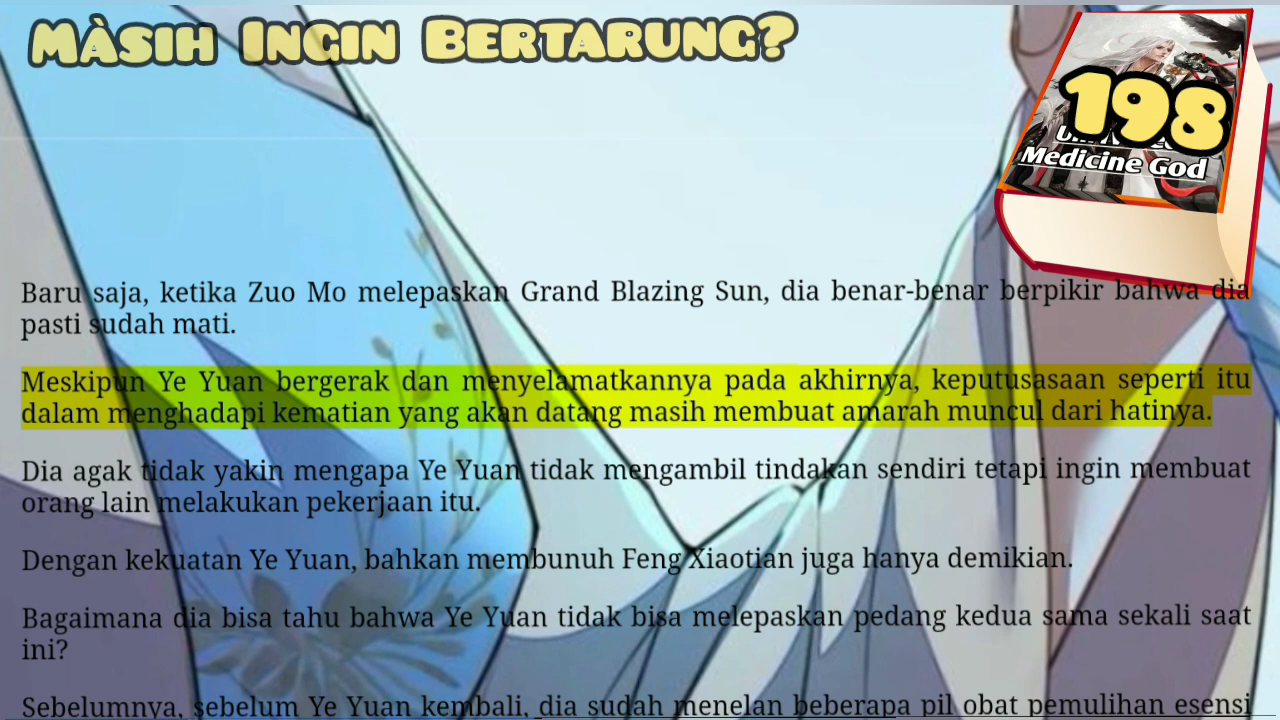 Màsih Ingin Bertarung?
198
Medicine God
Baru saja, ketika Zuo Mo melepaskan Grand Blazing Sun, dia benar-benar berpikir bahwa dia
pasti sudah mati.
Meskipun Ye Yuan bergerak dan menyelamatkannya pada akhirnya, keputusasaan seperti itu
dalam menghadapi kematian yang akan datang masih membuat amarah muncul dari hatinya.
Dia agak tidak yakin mengapa Ye Yuan tidak mengambil tindakan sendiri tetapi ingin membuat
orang lain melakukan pekerjaan itu.
Dengan kekuatan Ye Yuan, bahkan membunuh Feng Xiaotian juga hanya demikian.
Bagaimana dia bisa tahu bahwa Ye Yuan tidak bisa melepaskan pedang kedua sama sekali saat
ini?
Sebelumnya, sebelum Ye Yuan kembali, dia sudah menelan beberapa pil obat pemulihan esensi